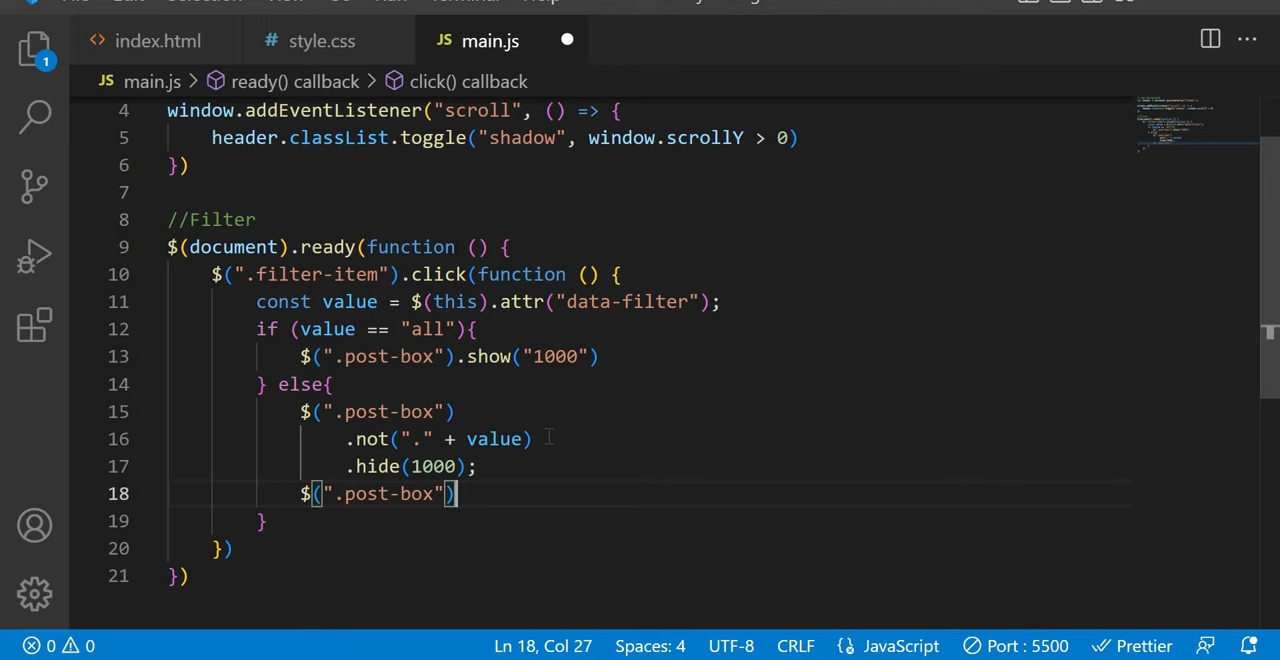 index.html
style.css
JS main.js
1
JS main.js > ready() callback > click() callback
4 window.addEventListener("scroll", () => {
5 header.classList.toggle("shadow", window.scrollY > 0)
6 })
7
8 //Filter
9 $(document).ready(function () {
10 $(".filter-item").click(function () {
11 const value = $(this).attr("data-filter");
12 if (value == "all"){
13 $(".post-box").show("1000")
14 } else{
15 $(".post-box")
16 .not("." + value)
17 .hide(1000);
18 $(".post-box")
19 }
20 })
21 })
0 0 Ln 18, Col 27 Spaces: 4 UTF-8 CRLF {} JavaScript Port : 5500 Prettier